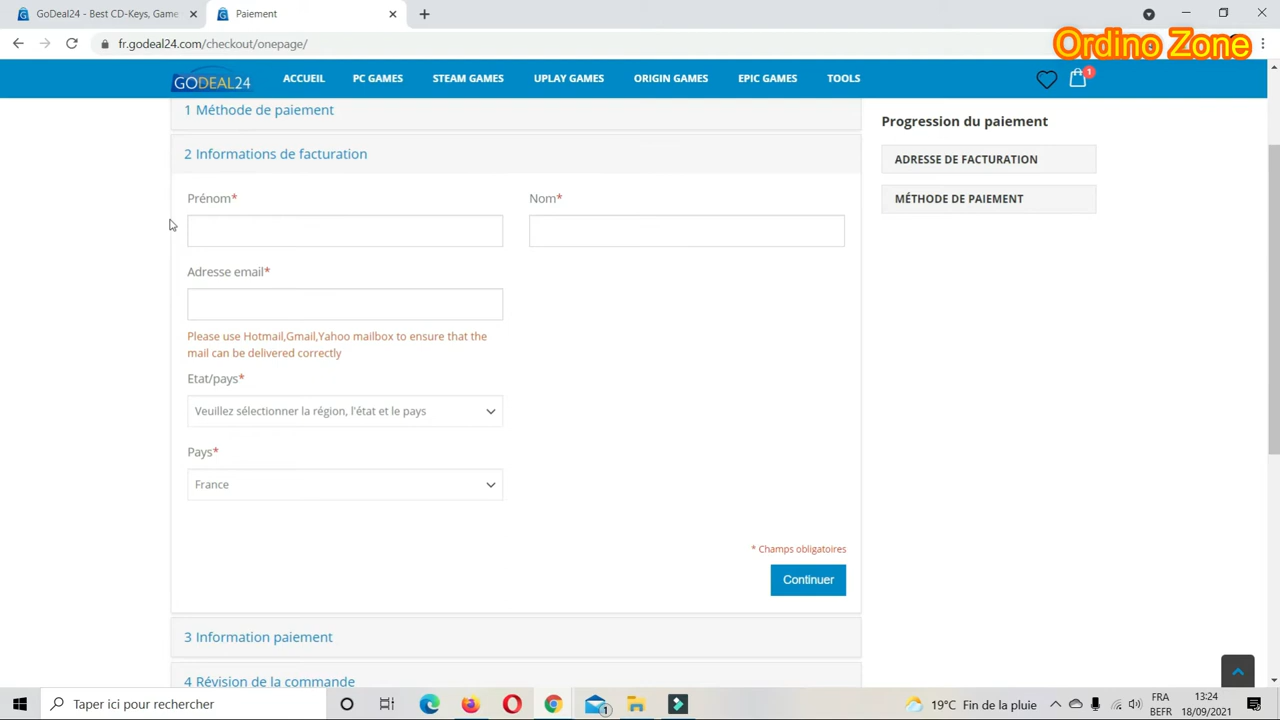 GoDeal24 - Best CD-Keys, Game
Paiement
Ordino Zone
fr.godeal24.com/checkout/onepage/
GODEAL24
ACCUEIL
PC GAMES
STEAM GAMES
UPLAY GAMES
ORIGIN GAMES
EPIC GAMES
TOOLS
1
1 Méthode de paiement
Progression du paiement
2 Informations de facturation
ADRESSE DE FACTURATION
MÉTHODE DE PAIEMENT
Prénom*
Nom*
Adresse email*
Please use Hotmail,Gmail,Yahoo mailbox to ensure that the
mail can be delivered correctly
Etat/pays*
Veuillez sélectionner la région, l'état et le pays
Pays*
France
* Champs obligatoires
Continuer
3 Information paiement
4 Révision de la commande
Taper ici pour rechercher
1
19°C Fin de la pluie
FRA
BEFR
13:24
18/09/2021